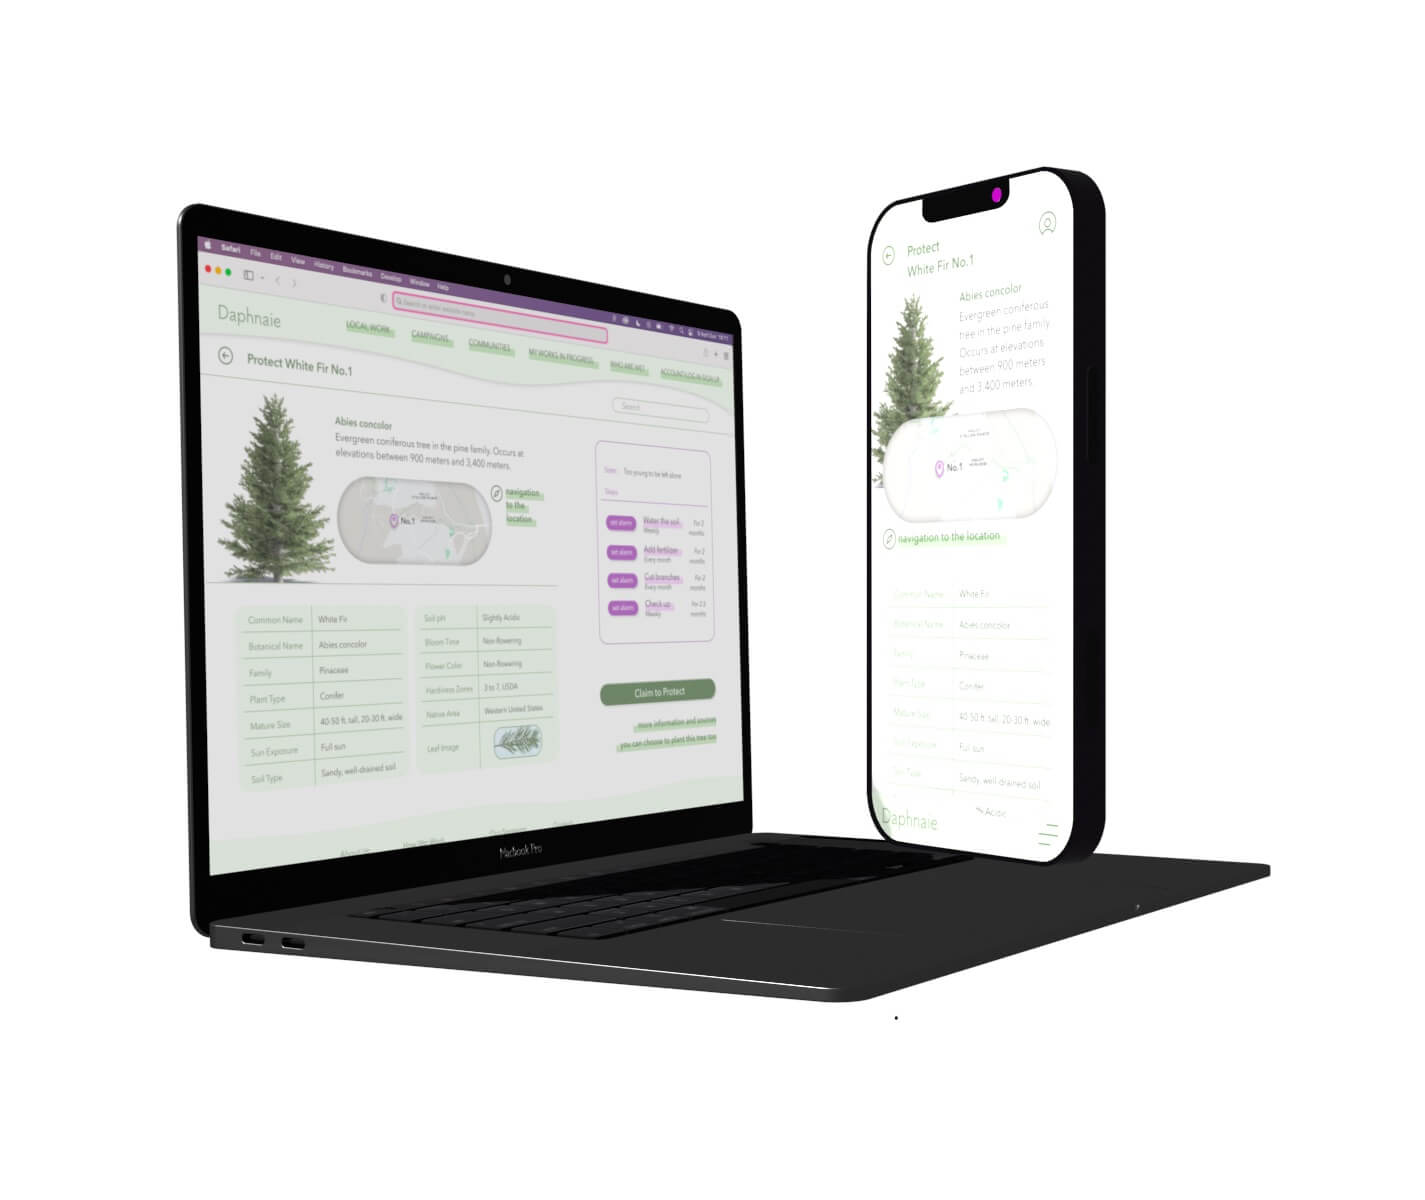 Safari File Edit View History Bookmarks Develop Window Help
Search or enter website name
Daphnaie
LOCAL WORK
CAMPAIGNS
COMMUNITIES
MY WORKS IN PROGRESS
WHO ARE WE?
ACCOUNT/LOG IN SIGN UP
Protect White Fir No.1
Search
Abies concolor
Evergreen coniferous tree in the pine family. Occurs at
elevations between 900 meters and 3,400 meters.
No.1
navigation
to the
location
Too young to be left alone
Steps
set alarm Water the soil For 2
Weekly months
set alarm Add fertilizer For 2
Every month months
set alarm Cut branches For 2
Every month months
set alarm Check up For 23
Weekly months
Claim to Protect
more information and sources
you can choose to plant this tree too
Common Name White Fir
Botanical Name Abies concolor
Family Pinaceae
Plant Type Conifer
Mature Size 40-50 ft. tall, 20-30 ft. wide
Sun Exposure Full sun
Soil Type Sandy, well-drained soil
Soil pH Slightly Acidic
Bloom Time Non-flowering
Flower Color Non-flowering
Hardiness Zones 3 to 7, USDA
Native Area Western United States
Leaf Image
About Us
Macbook Pro
Protect
White Fir No.1
Abies concolor
Evergreen coniferous
tree in the pine family.
Occurs at elevations
between 900 meters
and 3,400 meters.
No.1
navigation to the location
Common Name White Fir
Botanical Name Abies concolor
Family Pinaceae
Plant Type Conifer
Mature Size 40-50 ft. tall, 20-30 ft. wide
Sun Exposure Full sun
Soil Type Sandy, well-drained soil
Acidic
Daphnaie